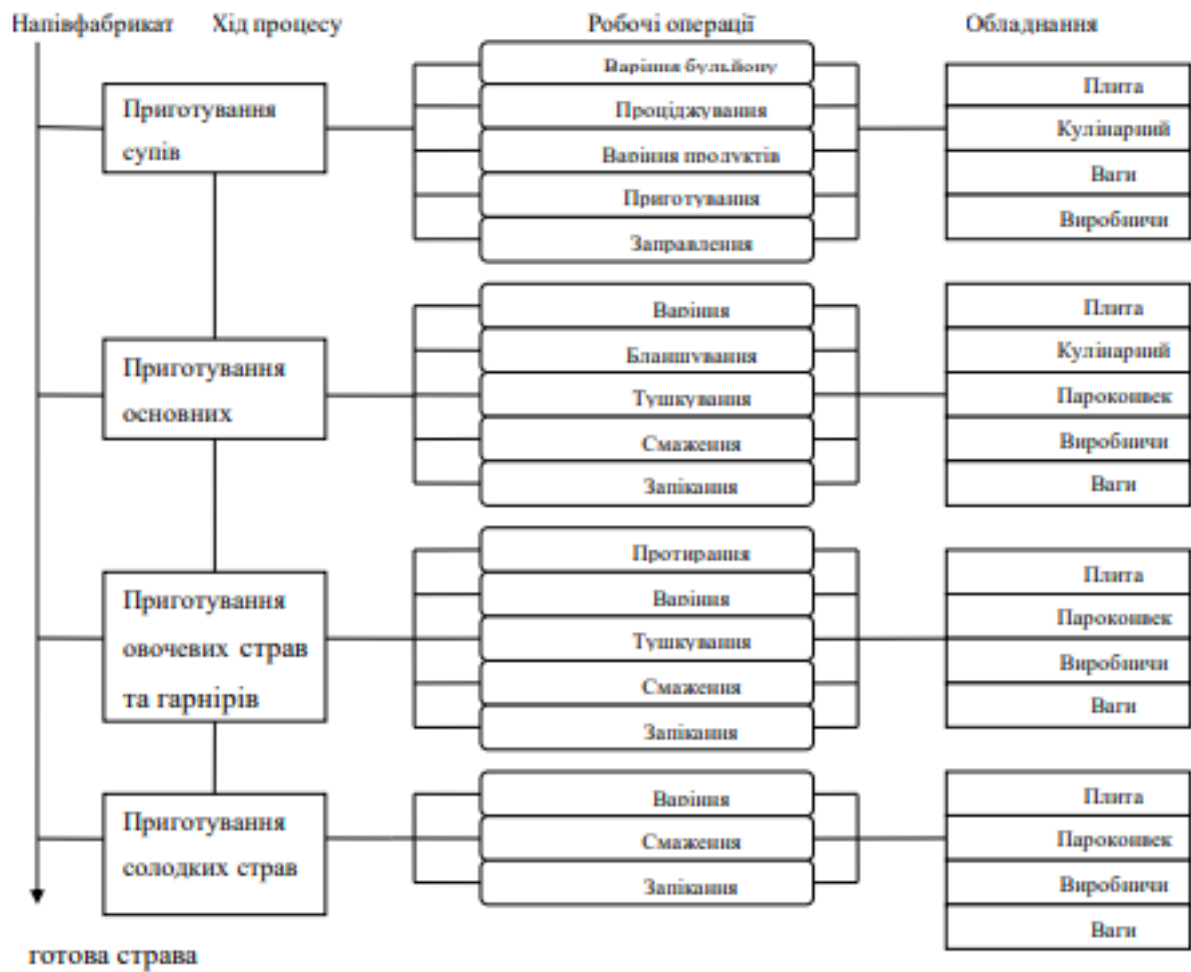 Напівфабрикат Хід процесу Робочі операції Обладнання
Приготування
супів
Варіння бульйону
Проціджування
Варіння продуктів
Приготування
Заправлення
Плита
Кулінарний
Ваги
Виробничи
Приготування
основних
Варіння
Бланшування
Тушкування
Смаження
Запікання
Плита
Кулінарний
Пароконвек
Виробничи
Ваги
Приготування
овочевих страв
та гарнірів
Протирання
Варіння
Тушкування
Смаження
Запікання
Плита
Пароконвек
Виробничи
Ваги
Приготування
солодких страв
Варіння
Смаження
Запікання
Плита
Пароконвек
Виробничи
Ваги
готова страва